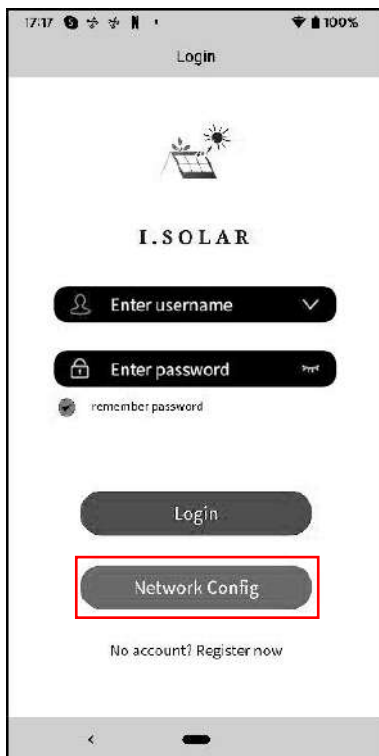 17:17 100%
Login
I.SOLAR
Enter username
Enter password
remember password
Login
Network Config
No account? Register now